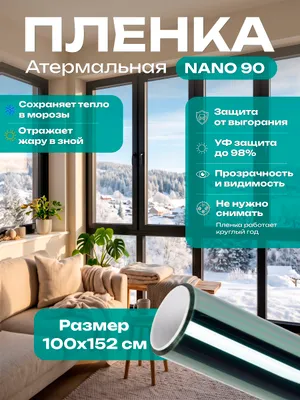 ПЛЕНКА
Атермальная NANO 90
Сохраняет тепло
в морозы
Отражает
жару в зной
Защита
от выгорания
УФ защита
до 98%
Прозрачность
и видимость
Не нужно
снимать
Пленка работает
круглый год
Размер
100х152 см